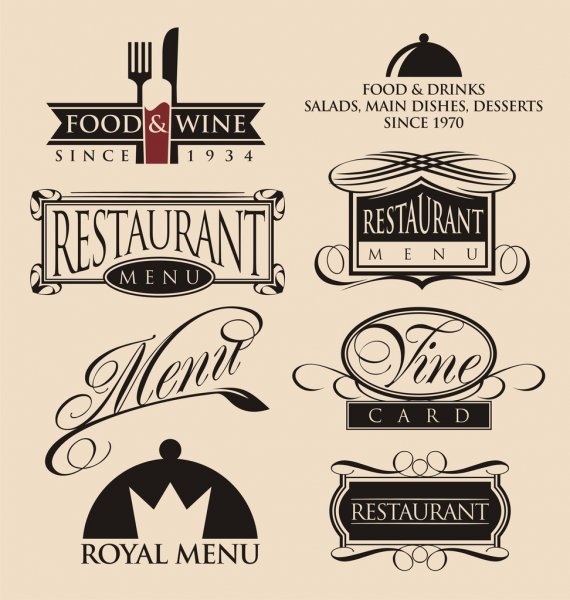 FOOD & WINE
SINCE 1934
FOOD & DRINKS
SALADS, MAIN DISHES, DESSERTS
SINCE 1970
RESTAURANT
MENU
RESTAURANT
MENU
Menu
Vine
CARD
ROYAL MENU
RESTAURANT